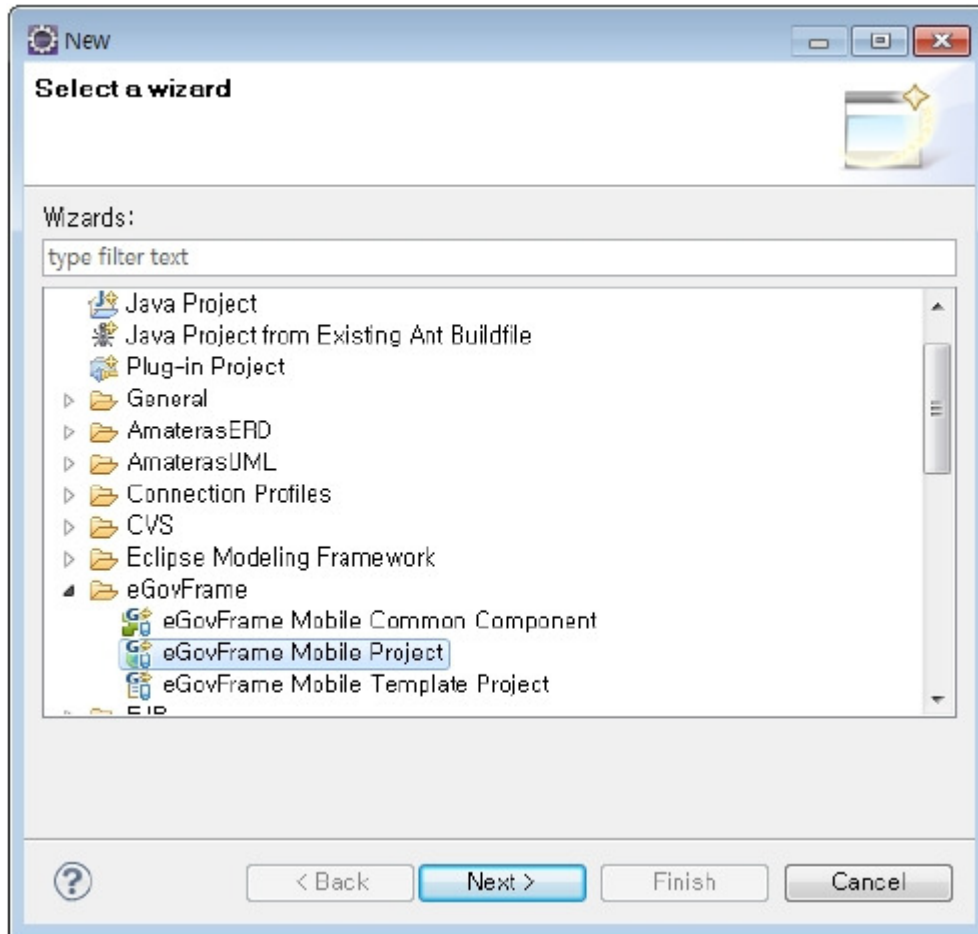 New
Select a wizard
Wizards:
type filter text
Java Project
Java Project from Existing Ant Buildfile
Plug-in Project
General
AmaterasERD
AmaterasUML
Connection Profiles
CVS
Eclipse Modeling Framework
eGovFrame
eGovFrame Mobile Common Component
eGovFrame Mobile Project
eGovFrame Mobile Template Project
EJB
< Back Next > Finish Cancel